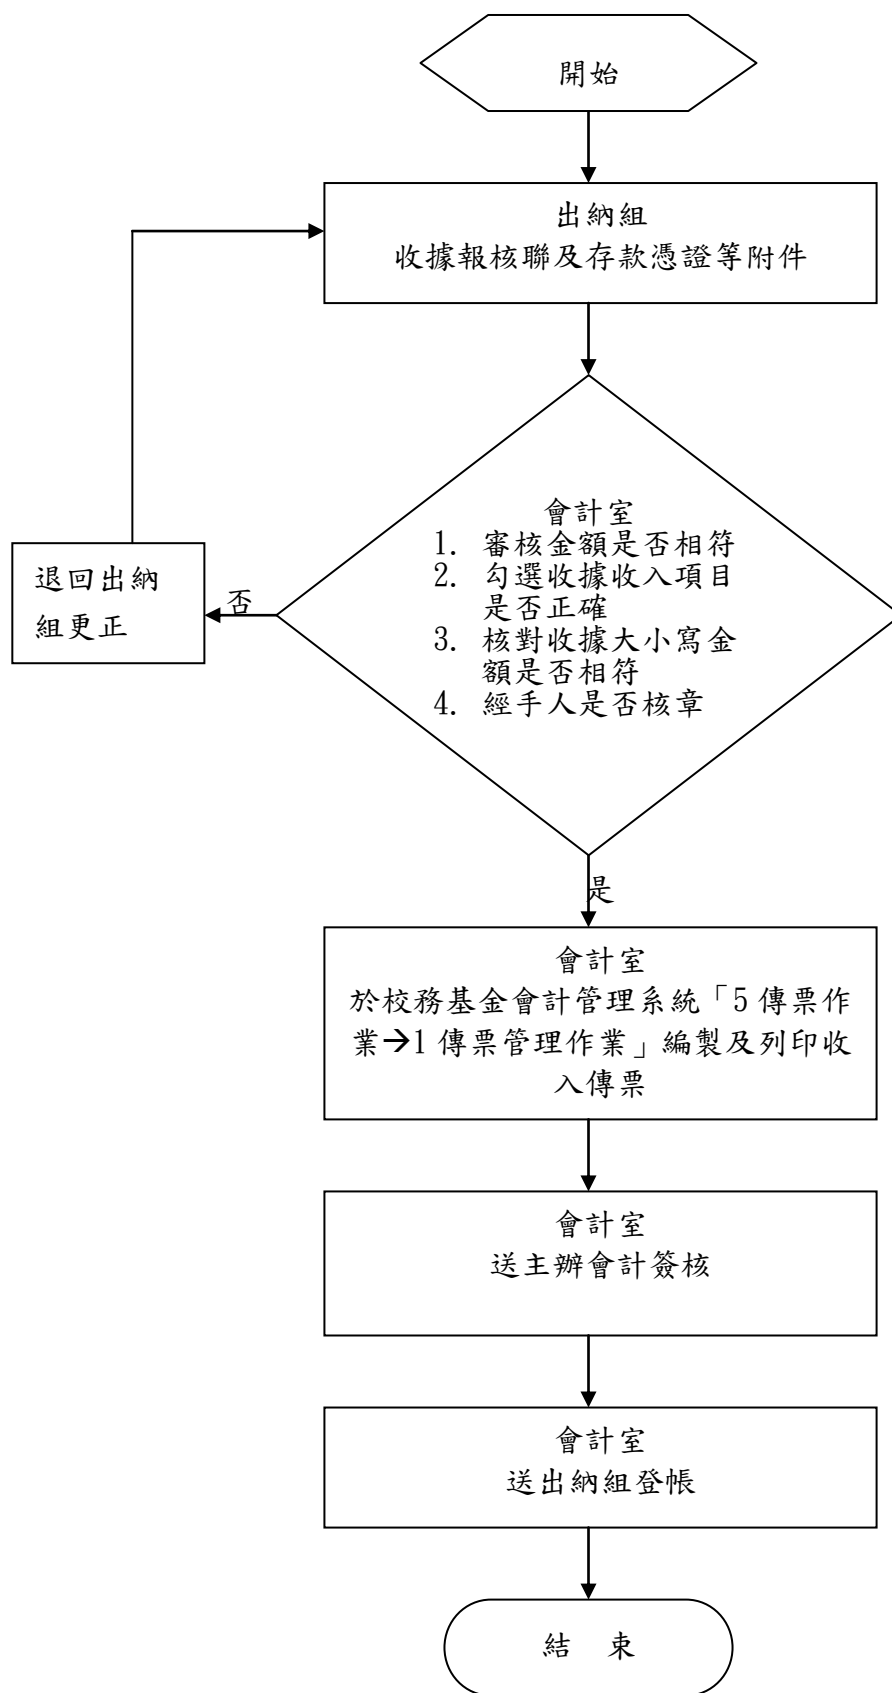 開始
出納組
收據報核聯及存款憑證等附件
會計室
1. 審核金額是否相符
2. 勾選收據收入項目
是否正確
3. 核對收據大小寫金
額是否相符
4. 經手人是否核章
退回出納
組更正
否
是
會計室
於校務基金會計管理系統「5 傳票作
業→1 傳票管理作業」編製及列印收
入傳票
會計室
送主辦會計簽核
會計室
送出納組登帳
結 束